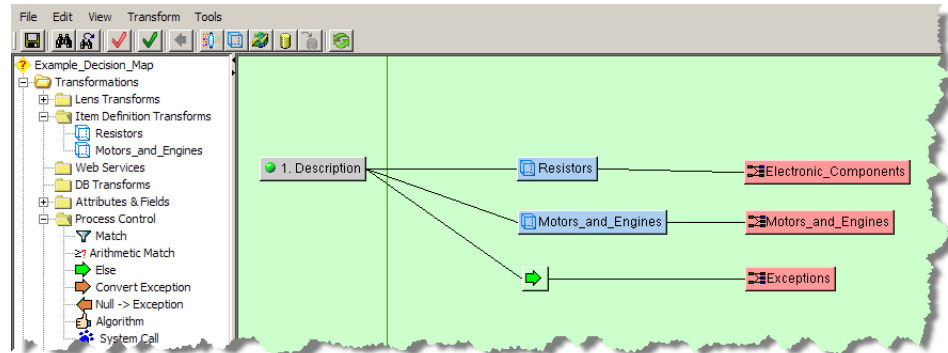 File Edit View Transform Tools
Example_Decision_Map
Transformations
Lens Transforms
Item Definition Transforms
Resistors
Motors_and_Engines
Web Services
DB Transforms
Attributes & Fields
Process Control
Match
≥? Arithmetic Match
Else
Convert Exception
Null -> Exception
Algorithm
System Call
1. Description
Resistors
Electronic_Components
Motors_and_Engines
Motors_and_Engines
Exceptions